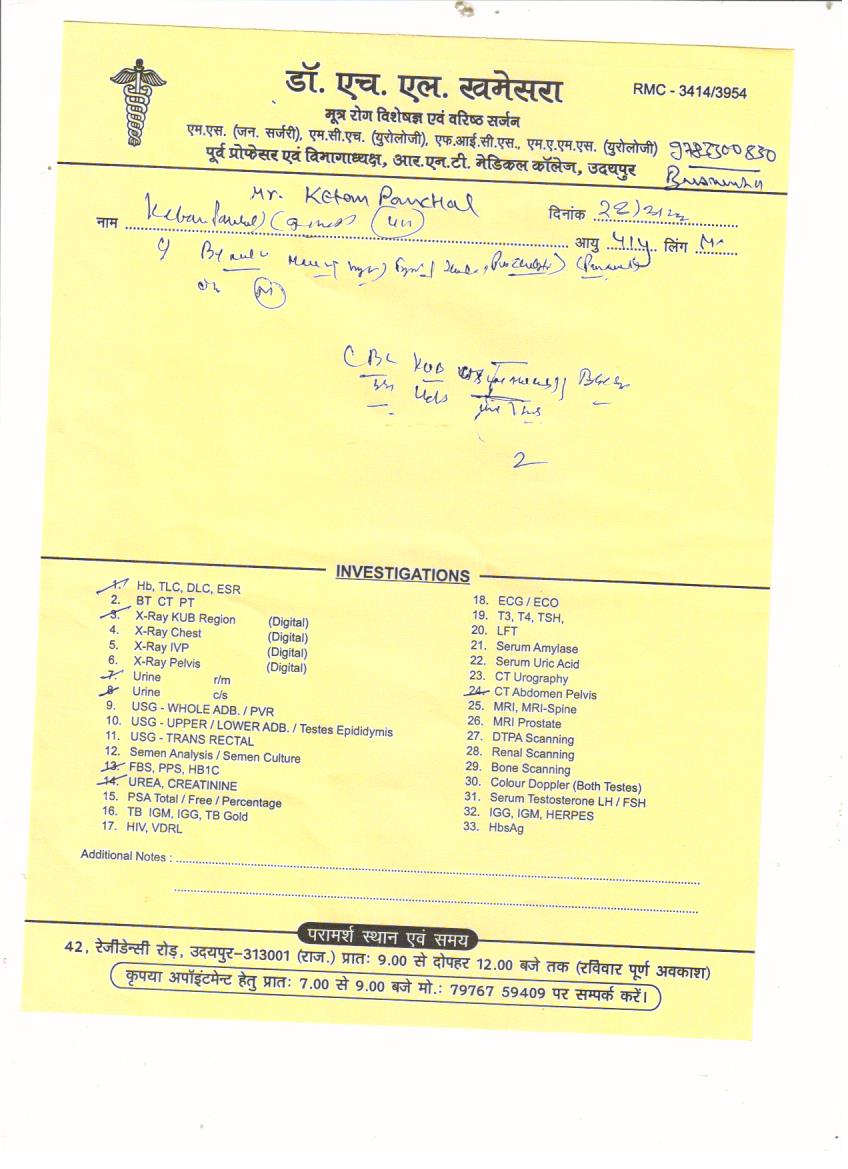 डॉ. एच. एल. खमेसरा
RMC - 3414/3954
मूत्र रोग विशेषज्ञ एवं वरिष्ठ सर्जन
एम.एस. (जन. सर्जरी), एम.सी.एच. (युरोलोजी), एफ.आई.सी.एस., एम.ए.एम.एस. (युरोलोजी)
पूर्व प्रोफेसर एवं विभागाध्यक्ष, आर.एन.टी. मेडिकल कॉलेज, उदयपुर
Mr. Ketan Panchal
नाम
दिनांक
आयु 41y लिंग M
CBC KUB
2
INVESTIGATIONS
1. Hb, TLC, DLC, ESR
2. BT CT PT
3. X-Ray KUB Region (Digital)
4. X-Ray Chest (Digital)
5. X-Ray IVP (Digital)
6. X-Ray Pelvis (Digital)
7. Urine r/m
8 Urine c/s
9. USG - WHOLE ADB. / PVR
10. USG - UPPER / LOWER ADB. / Testes Epididymis
11. USG - TRANS RECTAL
12. Semen Analysis / Semen Culture
13. FBS, PPS, HB1C
14. UREA, CREATININE
15. PSA Total / Free / Percentage
16. TB IGM, IGG, TB Gold
17. HIV, VDRL
18. ECG / ECO
19. T3, T4, TSH,
20. LFT
21. Serum Amylase
22. Serum Uric Acid
23. CT Urography
24. CT Abdomen Pelvis
25. MRI, MRI-Spine
26. MRI Prostate
27. DTPA Scanning
28. Renal Scanning
29. Bone Scanning
30. Colour Doppler (Both Testes)
31. Serum Testosterone LH / FSH
32. IGG, IGM, HERPES
33. HbsAg
Additional Notes :
परामर्श स्थान एवं समय
42, रेजीडेन्सी रोड़, उदयपुर–313001 (राज.) प्रातः 9.00 से दोपहर 12.00 बजे तक (रविवार पूर्ण अवकाश)
कृपया अपॉइंटमेन्ट हेतु प्रातः 7.00 से 9.00 बजे मो.: 79767 59409 पर सम्पर्क करें।